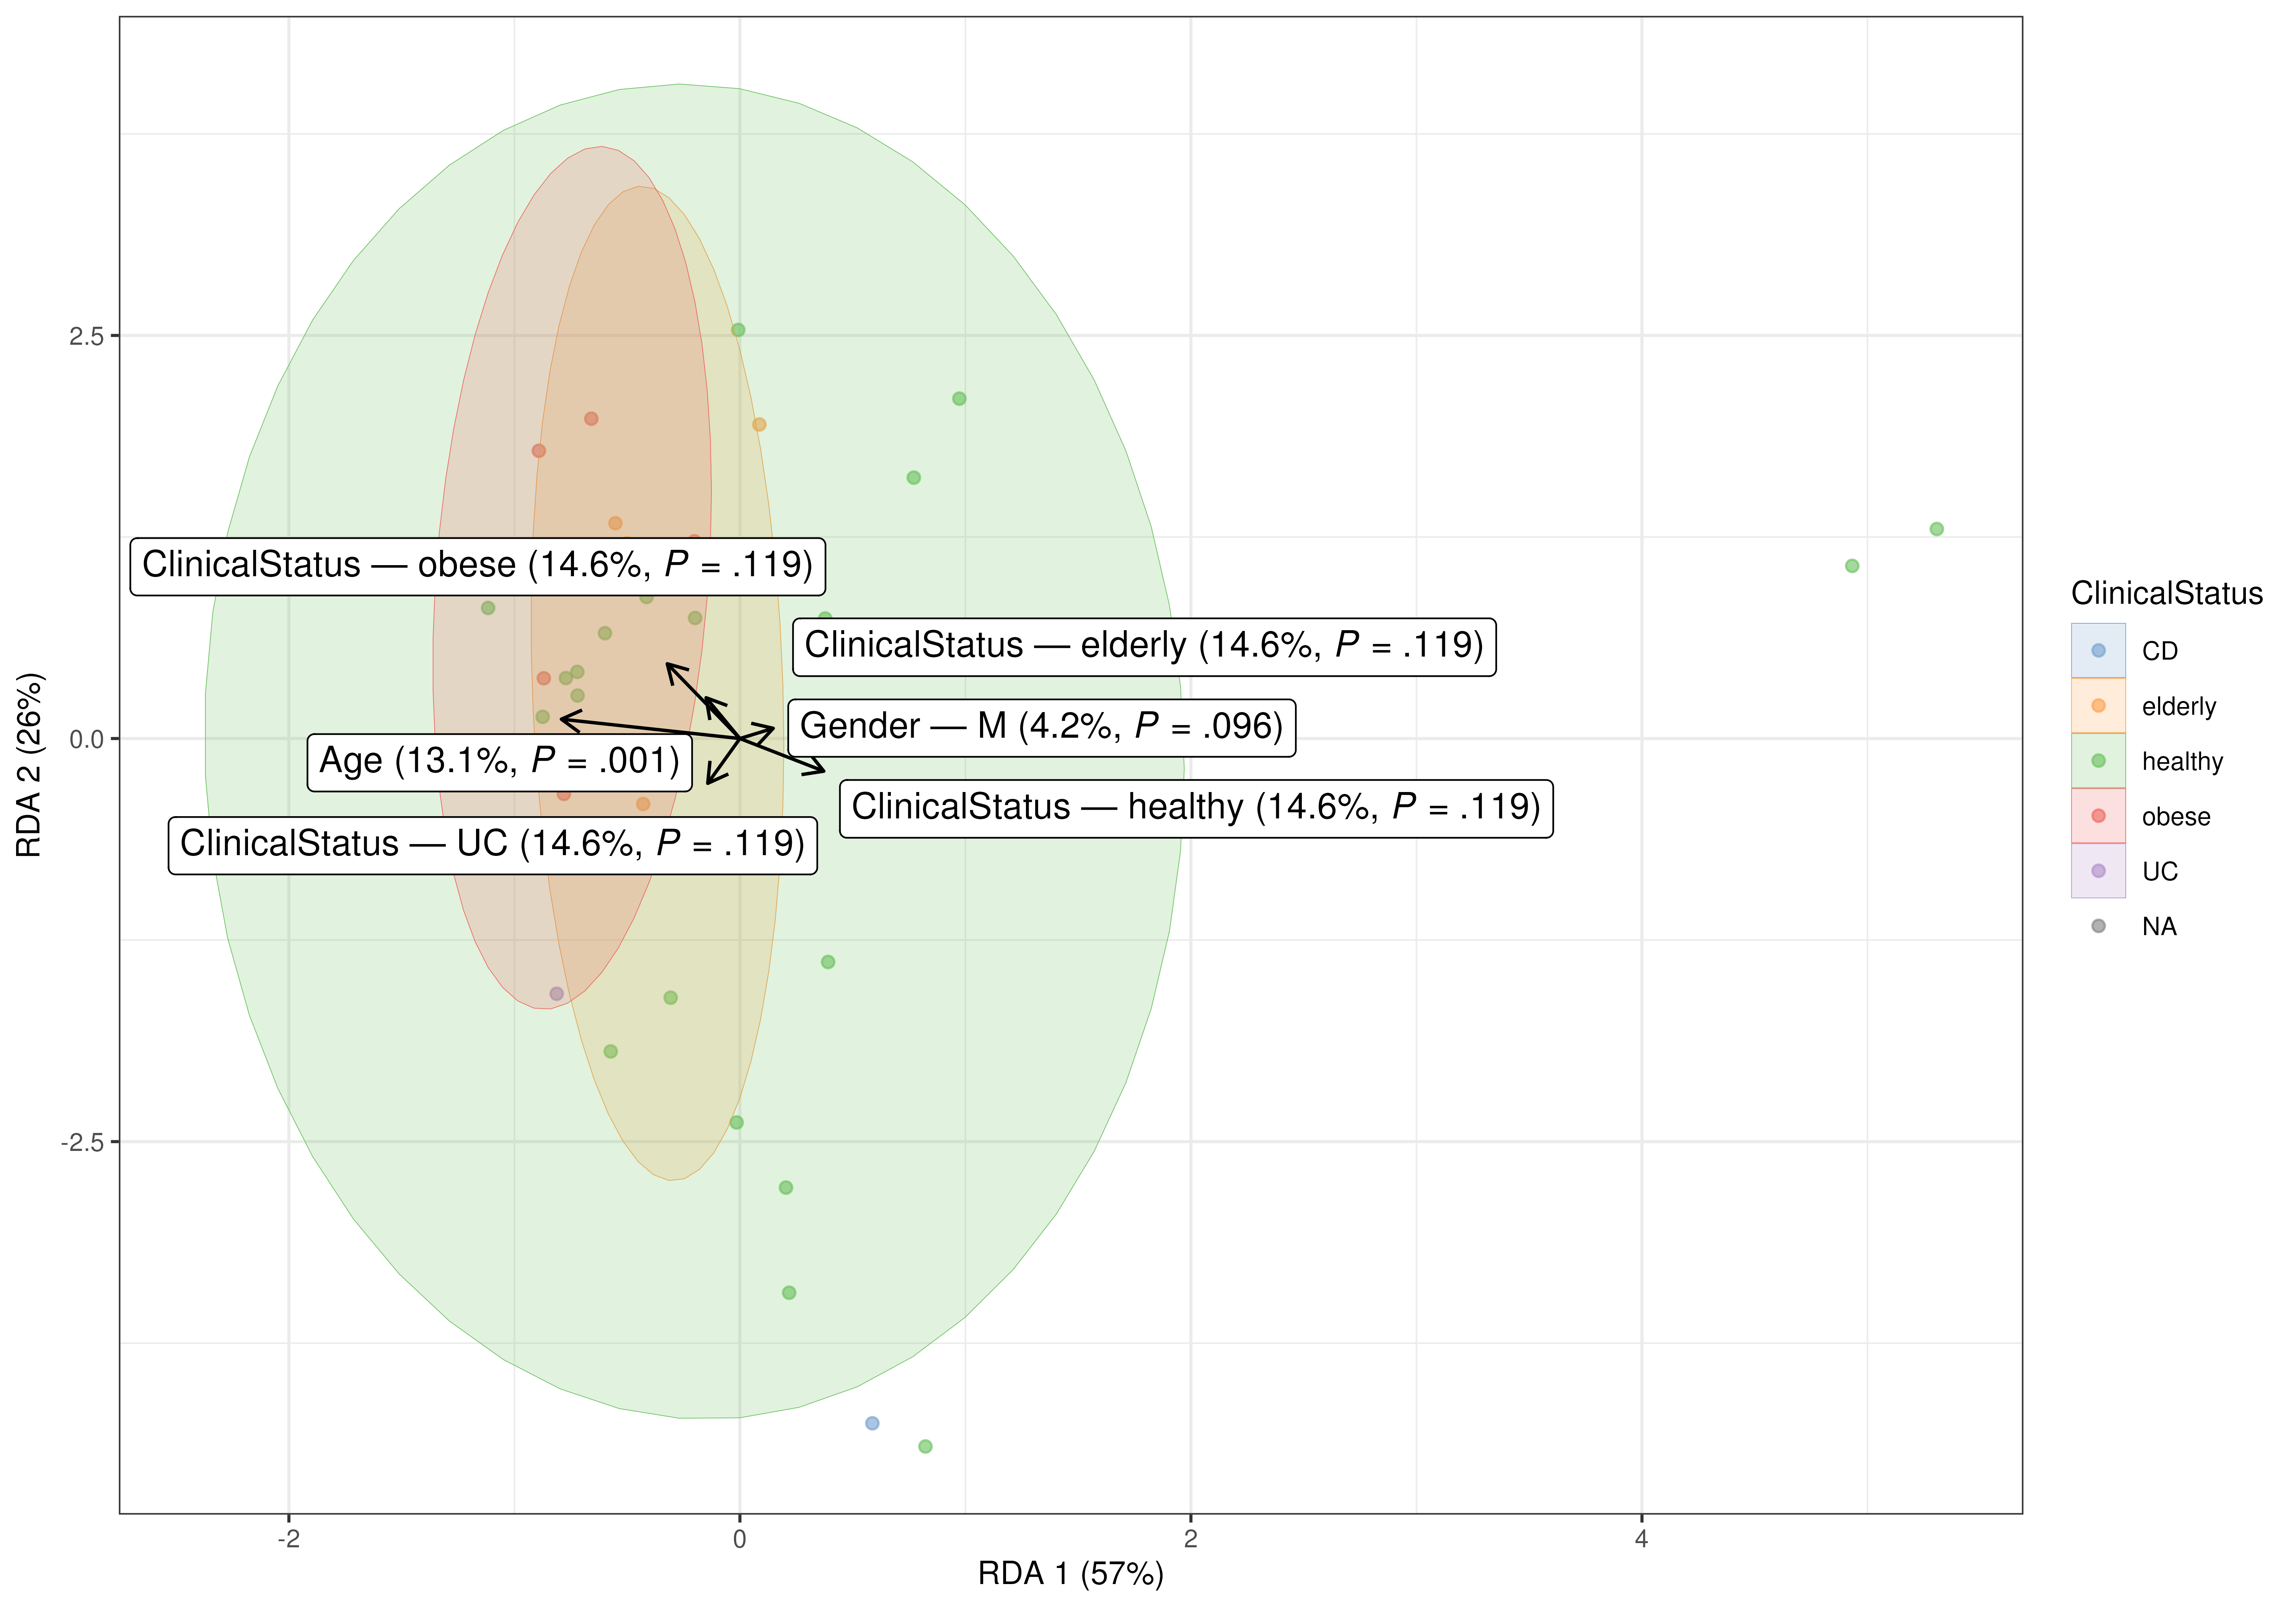 RDA 2 (26%)
2.5
0.0
-2.5
ClinicalStatus — obese (14.6%, P = .119)
ClinicalStatus — elderly (14.6%, P = .119)
Gender — M (4.2%, P = .096)
Age (13.1%, P = .001)
ClinicalStatus — healthy (14.6%, P = .119)
ClinicalStatus — UC (14.6%, P = .119)
-2
0
2
4
RDA 1 (57%)
ClinicalStatus
CD
elderly
healthy
obese
UC
NA